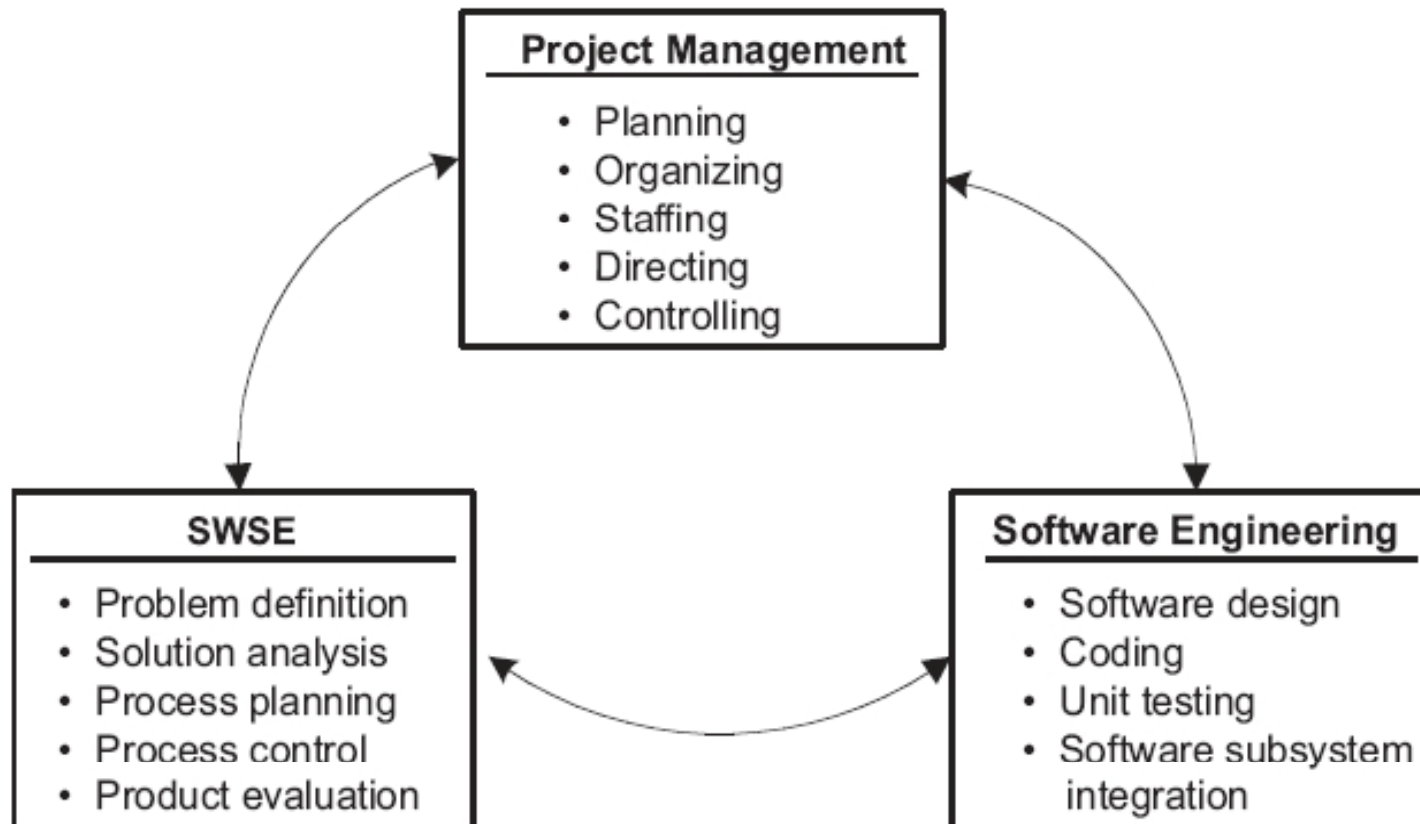 Project Management
• Planning
• Organizing
• Staffing
• Directing
• Controlling
SWSE
• Problem definition
• Solution analysis
• Process planning
• Process control
• Product evaluation
Software Engineering
• Software design
• Coding
• Unit testing
• Software subsystem
integration